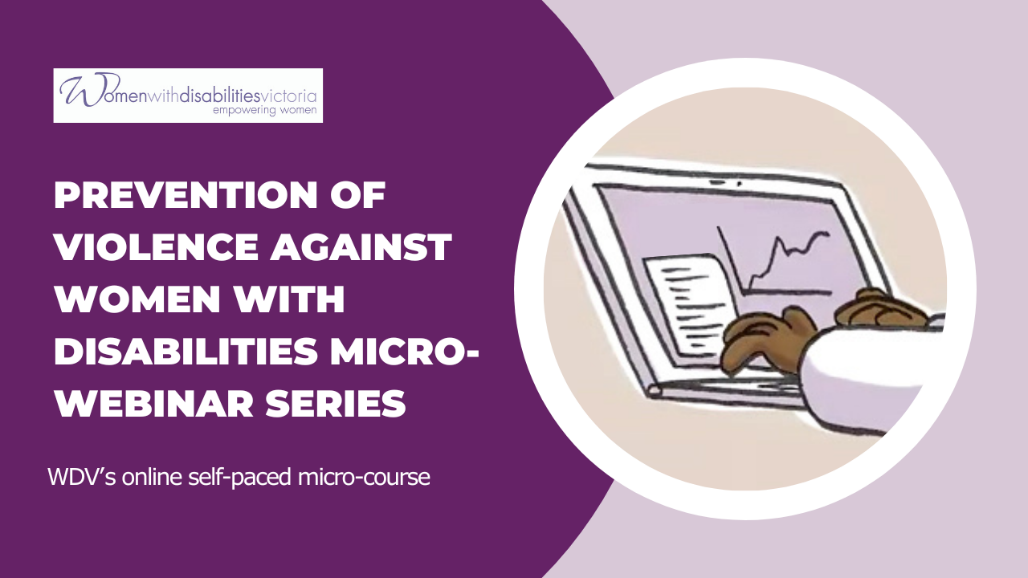 Womenwithdisabilitiesvictoria
empowering women
PREVENTION OF
VIOLENCE AGAINST
WOMEN WITH
DISABILITIES MICRO-
WEBINAR SERIES
WDV’s online self-paced micro-course